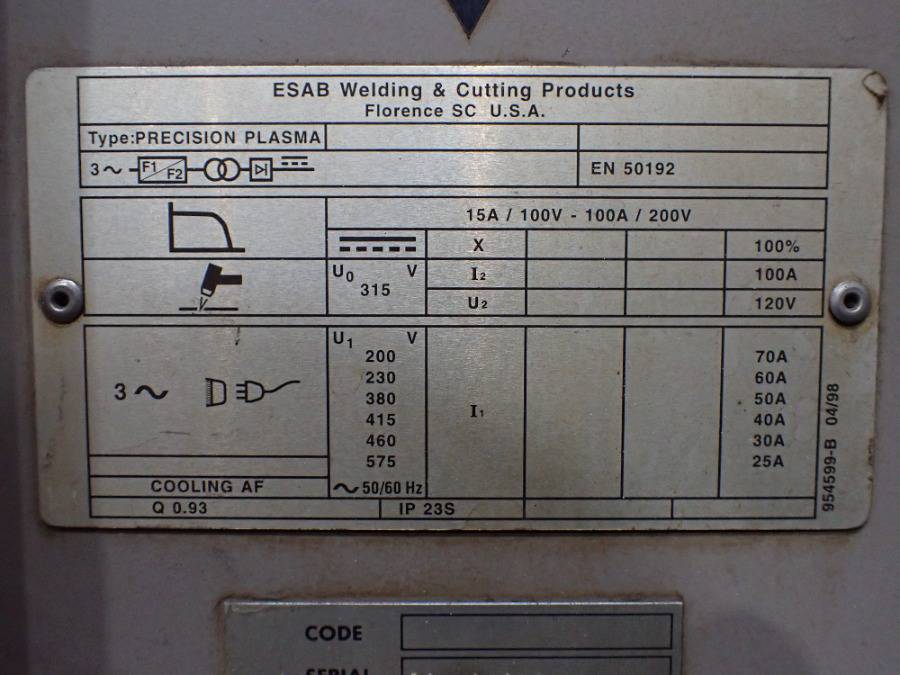 ESAB Welding & Cutting Products
Florence SC U.S.A.
Type:PRECISION PLASMA
3~ F1 F2
EN 50192
15A / 100V - 100A / 200V
X 100%
U0 V
315
I2 100A
U2 120V
U1 V
200 70A
230 60A
380 50A
415 40A
460 30A
575 25A
3~
I1
COOLING AF
~50/60 Hz
Q 0.93
IP 23S
954599-B 04/98
CODE
SERIAL